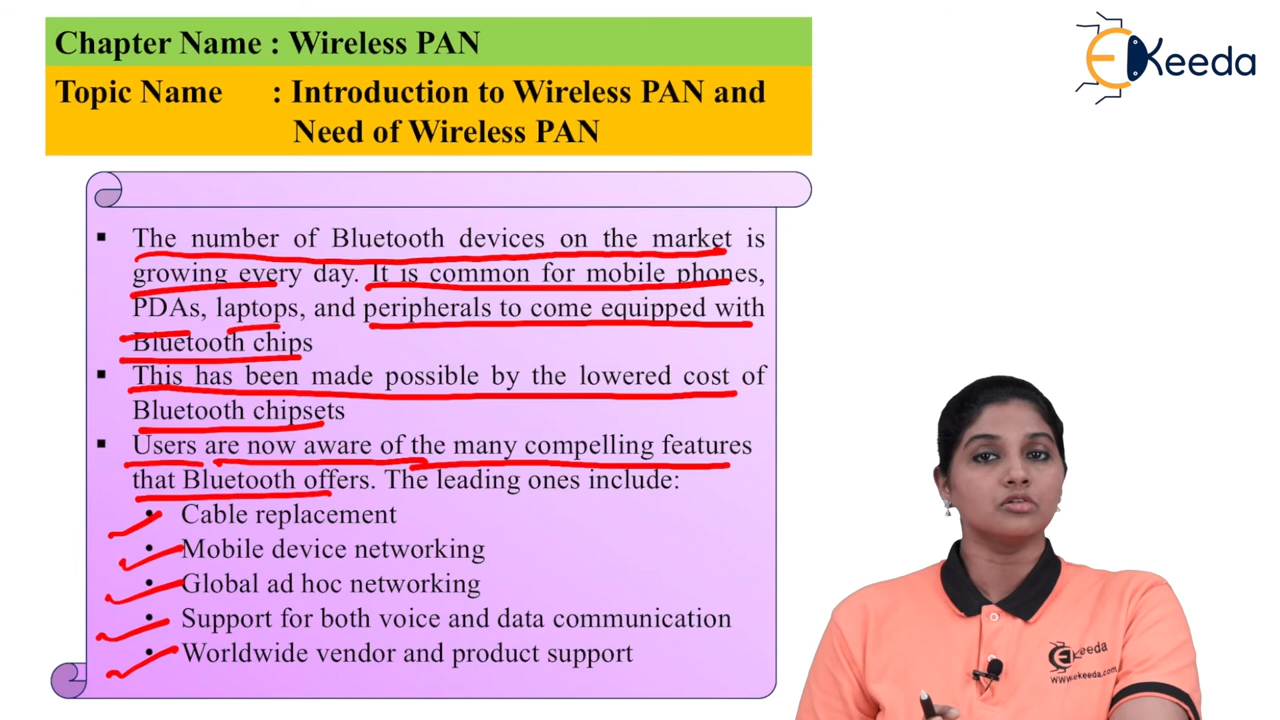 Chapter Name : Wireless PAN
Topic Name : Introduction to Wireless PAN and
Need of Wireless PAN
EKeeda
▪ The number of Bluetooth devices on the market is
growing every day. It is common for mobile phones,
PDAs, laptops, and peripherals to come equipped with
Bluetooth chips
▪ This has been made possible by the lowered cost of
Bluetooth chipsets
▪ Users are now aware of the many compelling features
that Bluetooth offers. The leading ones include:
• Cable replacement
• Mobile device networking
• Global ad hoc networking
• Support for both voice and data communication
• Worldwide vendor and product support
EKeeda
www.ekeeda.com